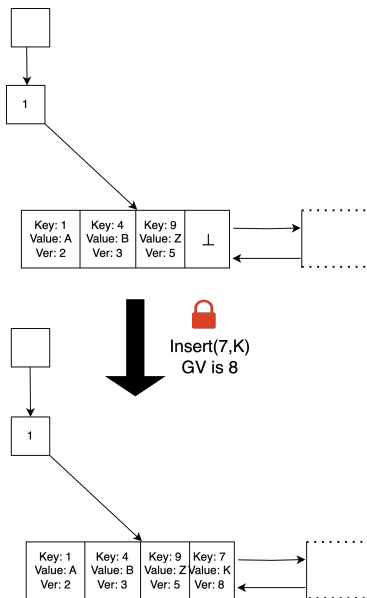 1
Key: 1 Key: 4 Key: 9 ⊥
Value: A Value: B Value: Z
Ver: 2 Ver: 3 Ver: 5
Insert(7,K)
GV is 8
1
Key: 1 Key: 4 Key: 9 Key: 7
Value: A Value: B Value: Z Value: K
Ver: 2 Ver: 3 Ver: 5 Ver: 8